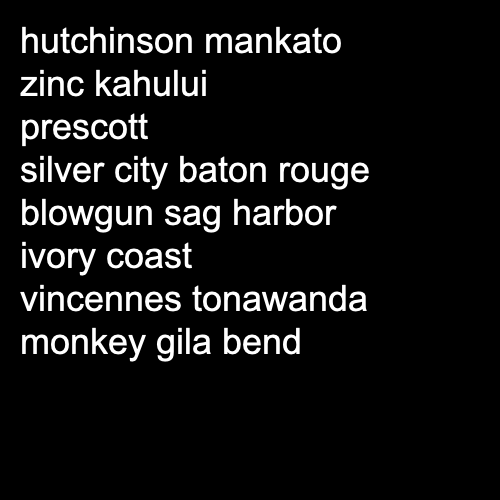 hutchinson mankato
zinc kahului
prescott
silver city baton rouge
blowgun sag harbor
ivory coast
vincennes tonawanda
monkey gila bend